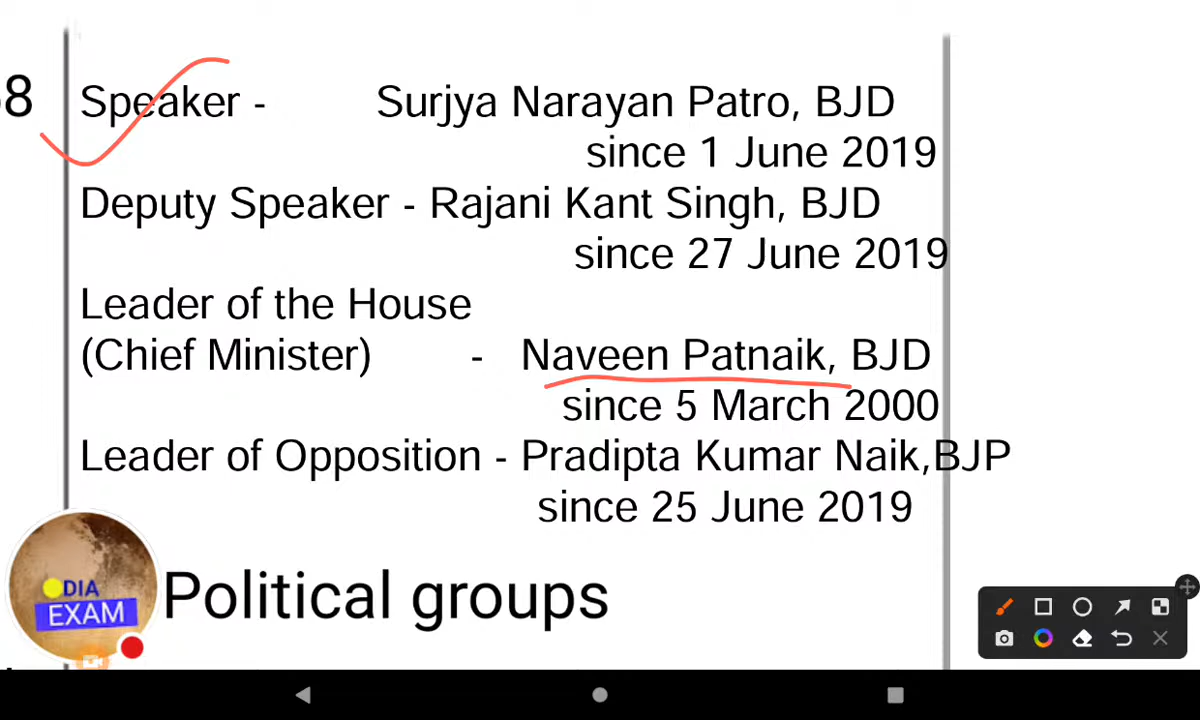 58 Speaker - Surjya Narayan Patro, BJD
since 1 June 2019
Deputy Speaker - Rajani Kant Singh, BJD
since 27 June 2019
Leader of the House
(Chief Minister) - Naveen Patnaik, BJD
since 5 March 2000
Leader of Opposition - Pradipta Kumar Naik,BJP
since 25 June 2019
ODIA
EXAM
Political groups